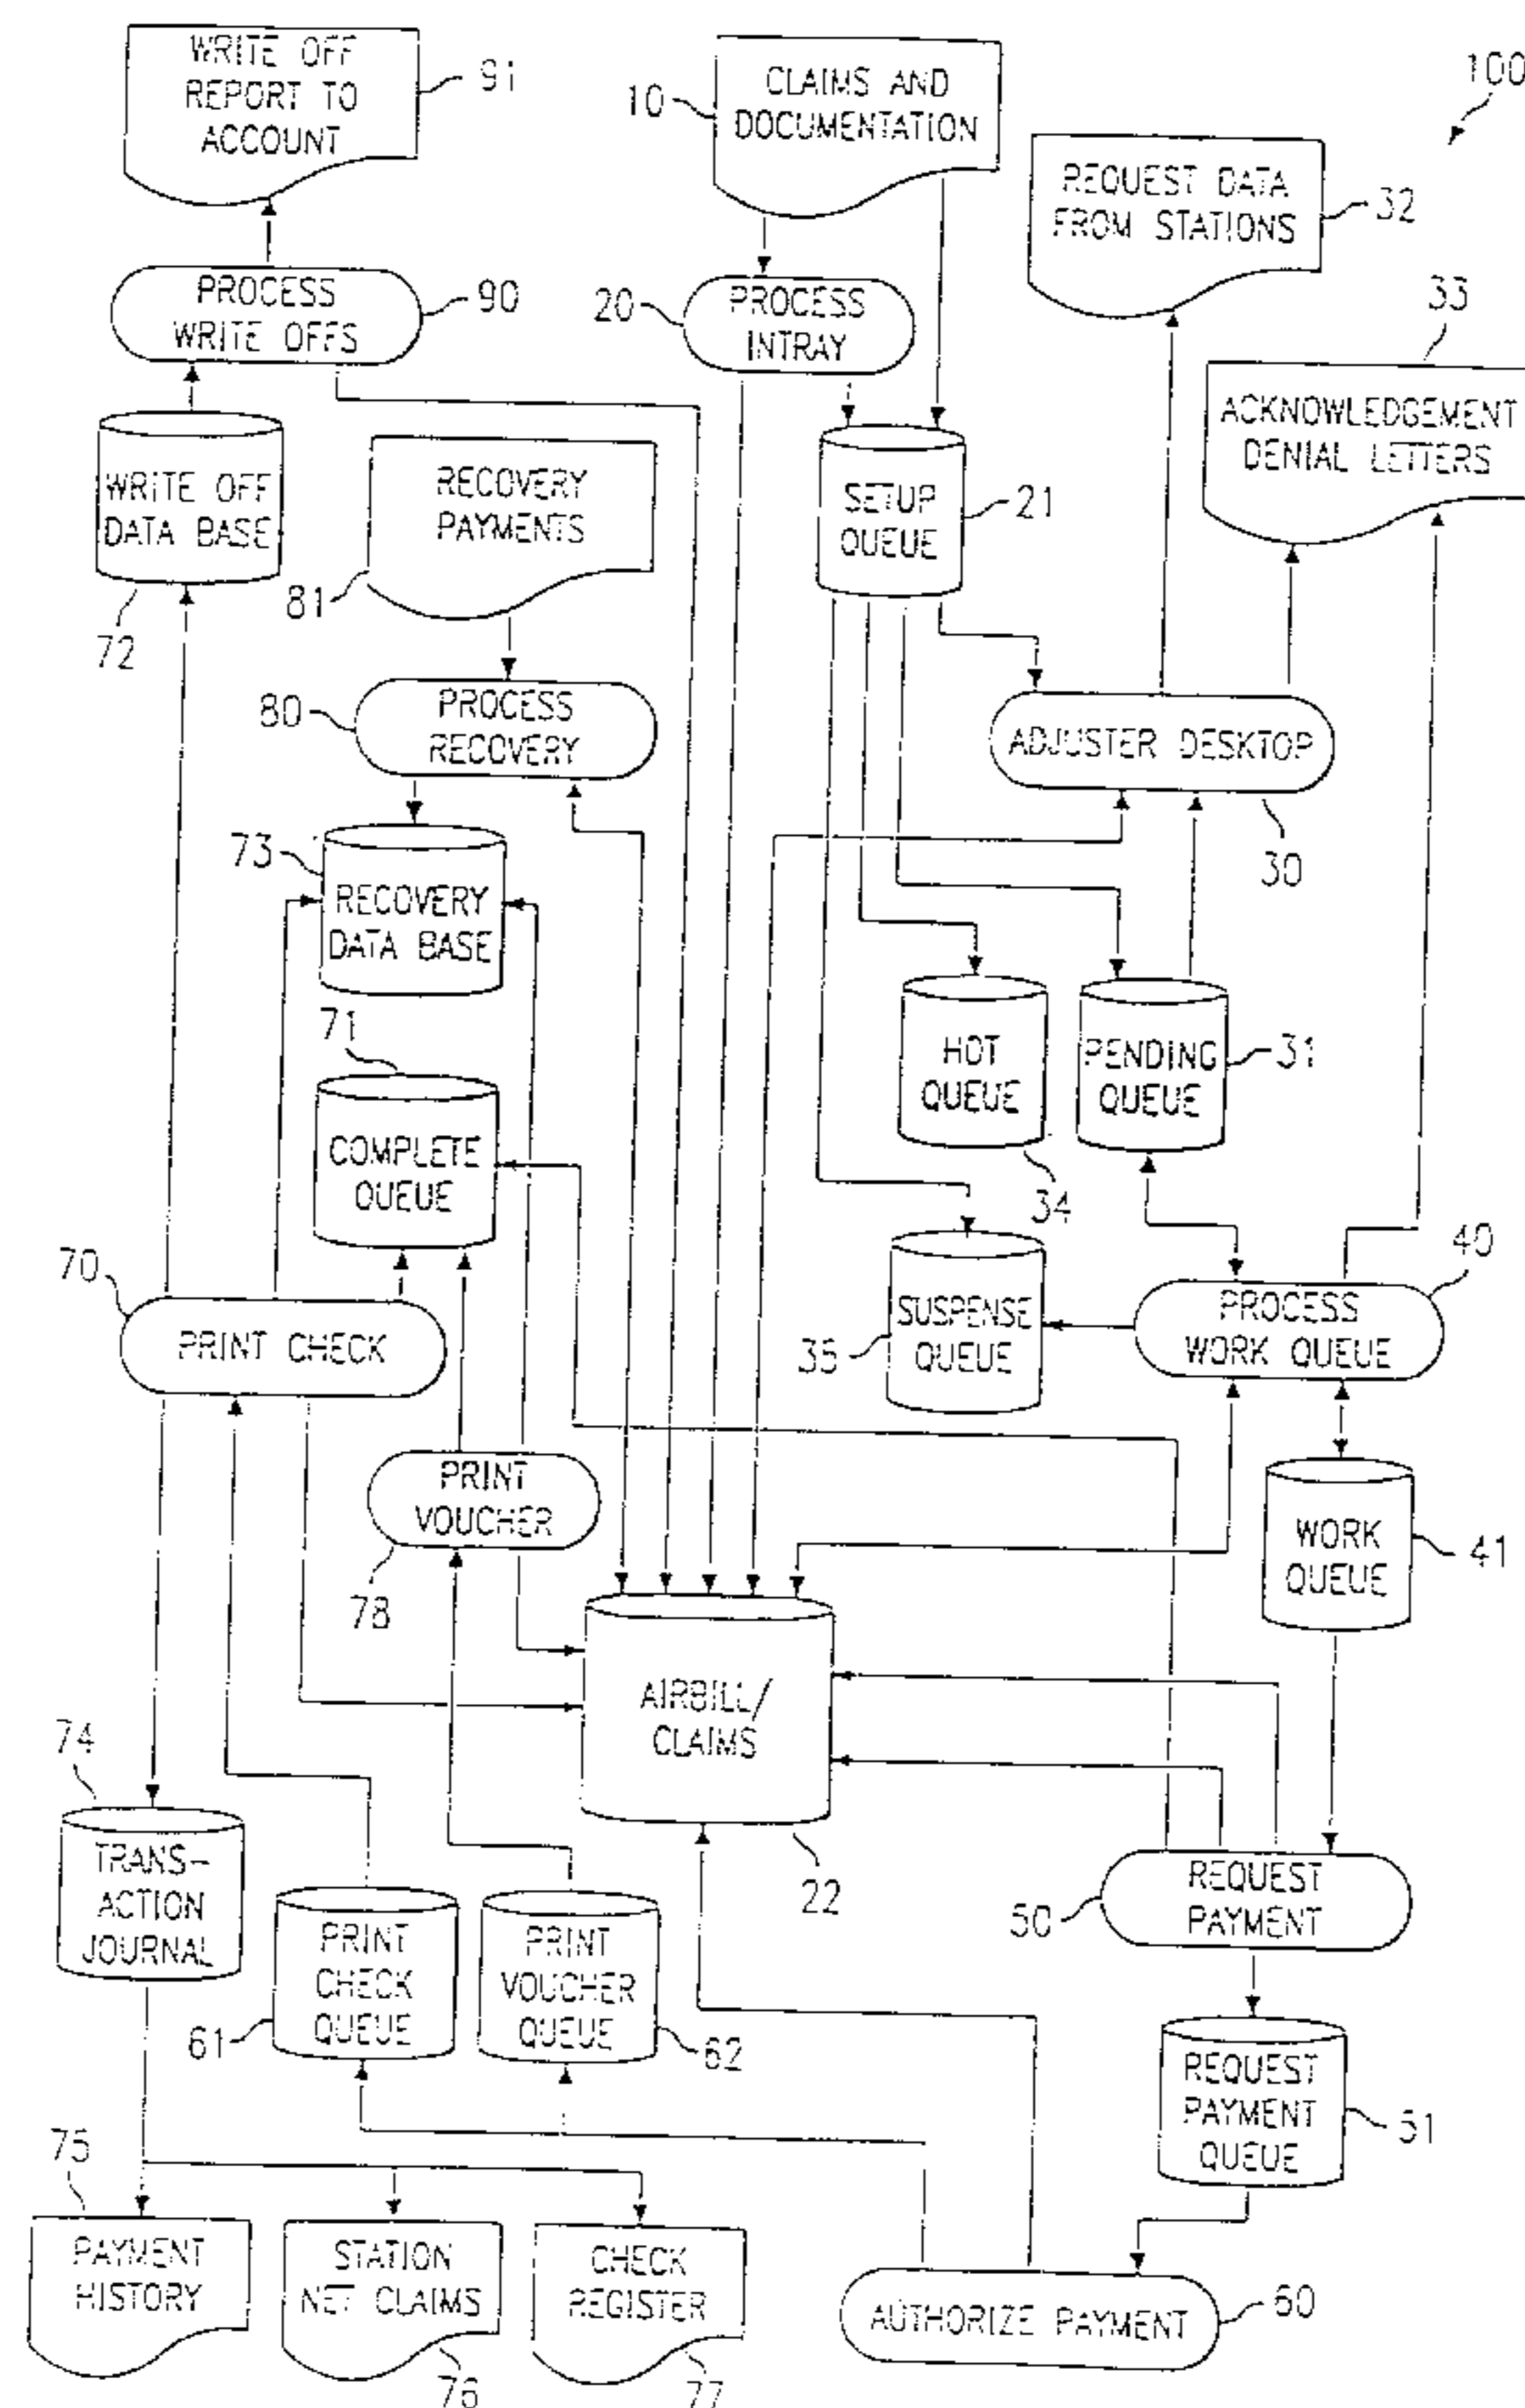 WRITE OFF
REPORT TO
ACCOUNT
91
10
CLAIMS AND
DOCUMENTATION
100
REQUEST DATA
FROM STATIONS
32
PROCESS
WRITE OFFS
90
20
PROCESS
INTRAY
33
ACKNOWLEDGEMENT
DENIAL LETTERS
WRITE OFF
DATA BASE
72
RECOVERY
PAYMENTS
81
SETUP
QUEUE
21
80
PROCESS
RECOVERY
ADJUSTER DESKTOP
30
73
RECOVERY
DATA BASE
71
COMPLETE
QUEUE
HOT
QUEUE
34
PENDING
QUEUE
31
70
PRINT CHECK
35
SUSPENSE
QUEUE
40
PROCESS
WORK QUEUE
PRINT
VOUCHER
78
WORK
QUEUE
41
AIRBILL/
CLAIMS
22
74
TRANS-
ACTION
JOURNAL
61
PRINT
CHECK
QUEUE
PRINT
VOUCHER
QUEUE
62
50
REQUEST
PAYMENT
REQUEST
PAYMENT
QUEUE
51
75
PAYMENT
HISTORY
STATION
NET CLAIMS
76
CHECK
REGISTER
77
AUTHORIZE PAYMENT
60